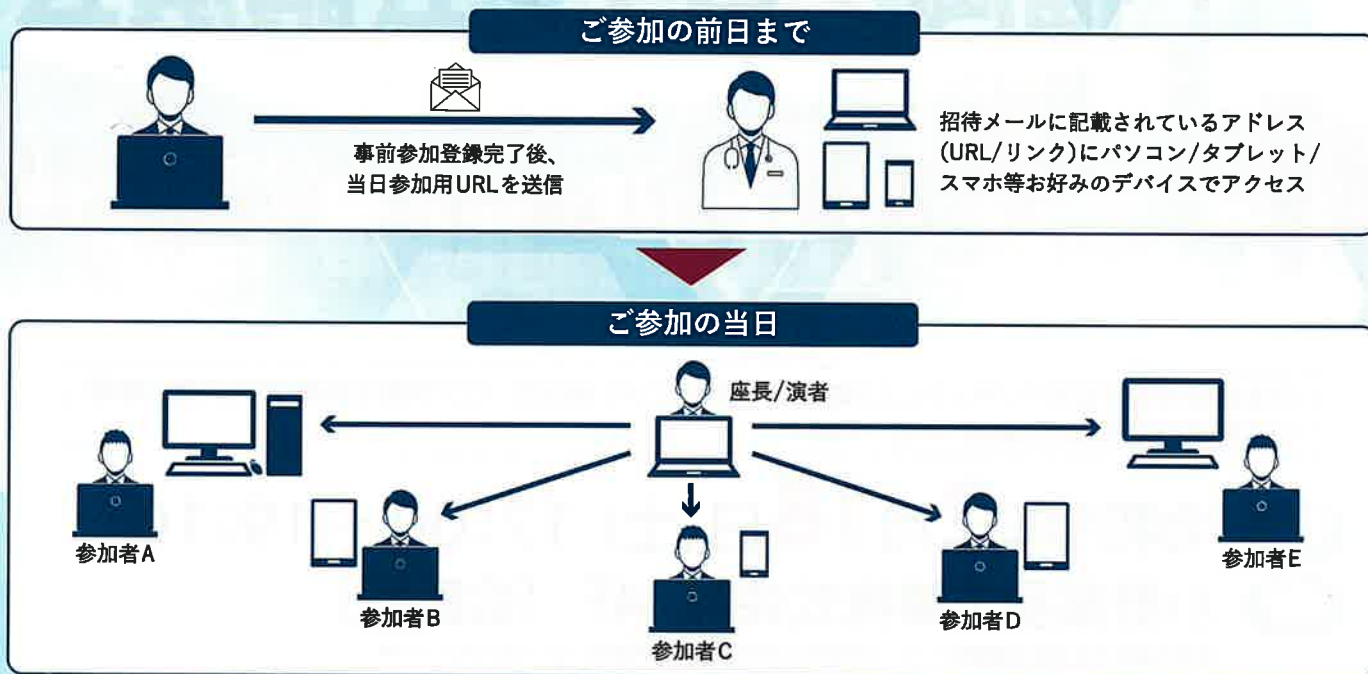 ご参加の前日まで
事前参加登録完了後、
当日参加用URLを送信
招待メールに記載されているアドレス
(URL/リンク)にパソコン/タブレット/
スマホ等お好みのデバイスでアクセス
ご参加の当日
座長/演者
参加者A
参加者B
参加者C
参加者D
参加者E